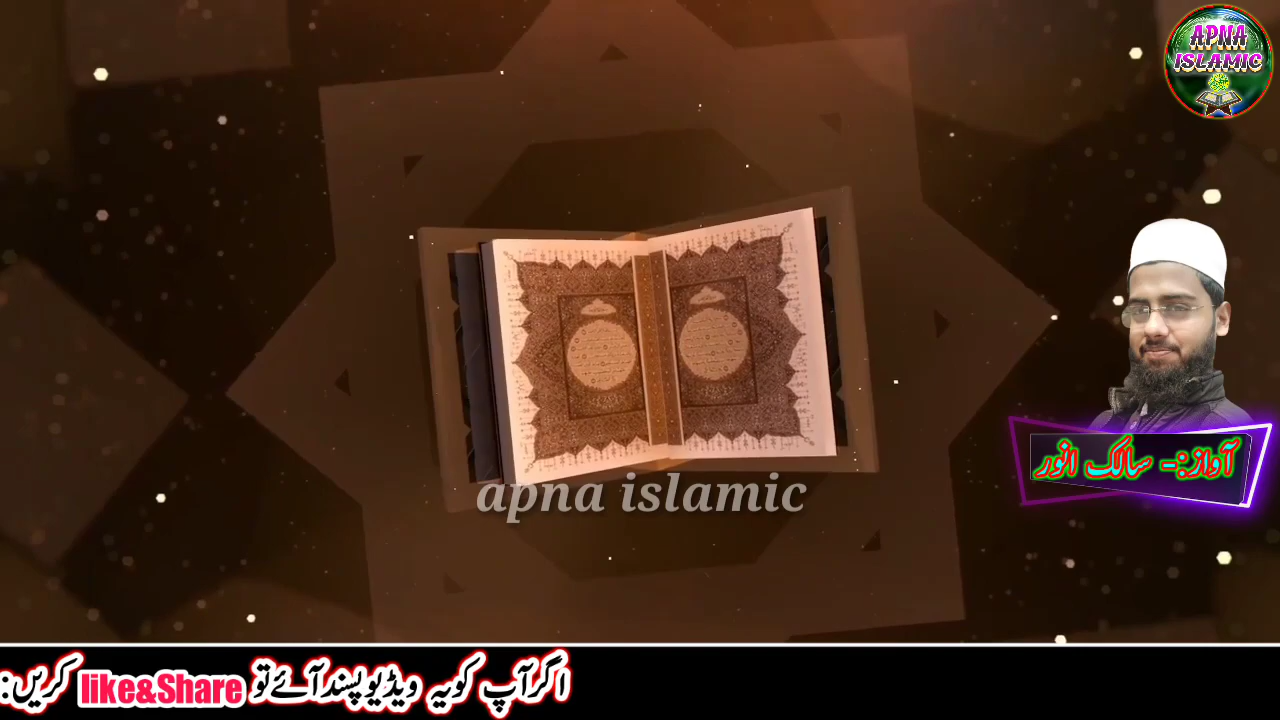 APNA
ISLAMIC
آواز:- سالک انور
apna islamic
اگر آپ کو یہ ویڈیو پسند آئے تو like&Share کریں: